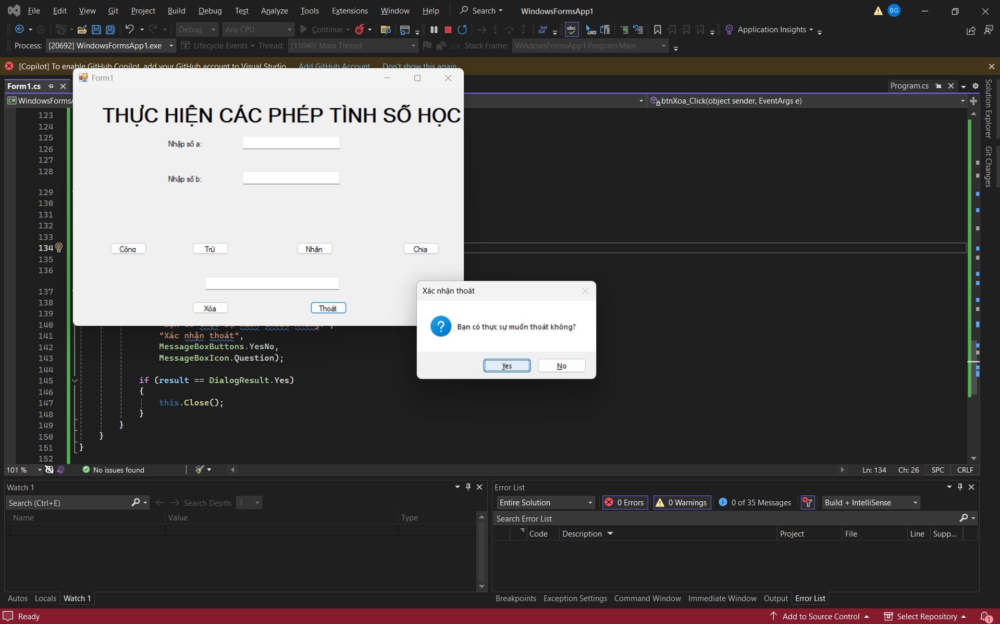 File Edit View Git Project Build Debug Test Analyze Tools Extensions Window Help Search WindowsFormsApp1 BG
Debug Any CPU Continue abc Application Insights
Process: [20692] WindowsFormsApp1.exe Lifecycle Events Thread: [11040] Main Thread Stack Frame: WindowsFormsApp1.Program.Main
[Copilot] To enable GitHub Copilot, add your GitHub account to Visual Studio Add GitHub Account Don't show this again
Form1.cs
Program.cs
C# WindowsFormsA
btnXoa_Click(object sender, EventArgs e)
Solution Explorer
Git Changes
Form1
THỰC HIỆN CÁC PHÉP TÌNH SỐ HỌC
Nhập số a:
Nhập số b:
Công Trừ Nhân Chia
Xóa Thoát
Xác nhận thoát
Bạn có thực sự muốn thoát không?
Yes No
123
124
125
126
127
128
129
130
131
132
133
134
135
136
137
138
139
140
141 "Xác nhận thoát",
142 MessageBoxButtons.YesNo,
143 MessageBoxIcon.Question);
144
145 if (result == DialogResult.Yes)
146 {
147 this.Close();
148 }
149 }
150 }
151 }
152
101 % No issues found Ln: 134 Ch: 26 SPC CRLF
Watch 1
Search (Ctrl+E) Search Depth: 3
Name Value Type
Autos Locals Watch 1
Error List
Entire Solution 0 Errors 0 Warnings 0 of 35 Messages Build + IntelliSense
Search Error List
Code Description Project File Line Supp...
Breakpoints Exception Settings Command Window Immediate Window Output Error List
Ready Add to Source Control Select Repository 1